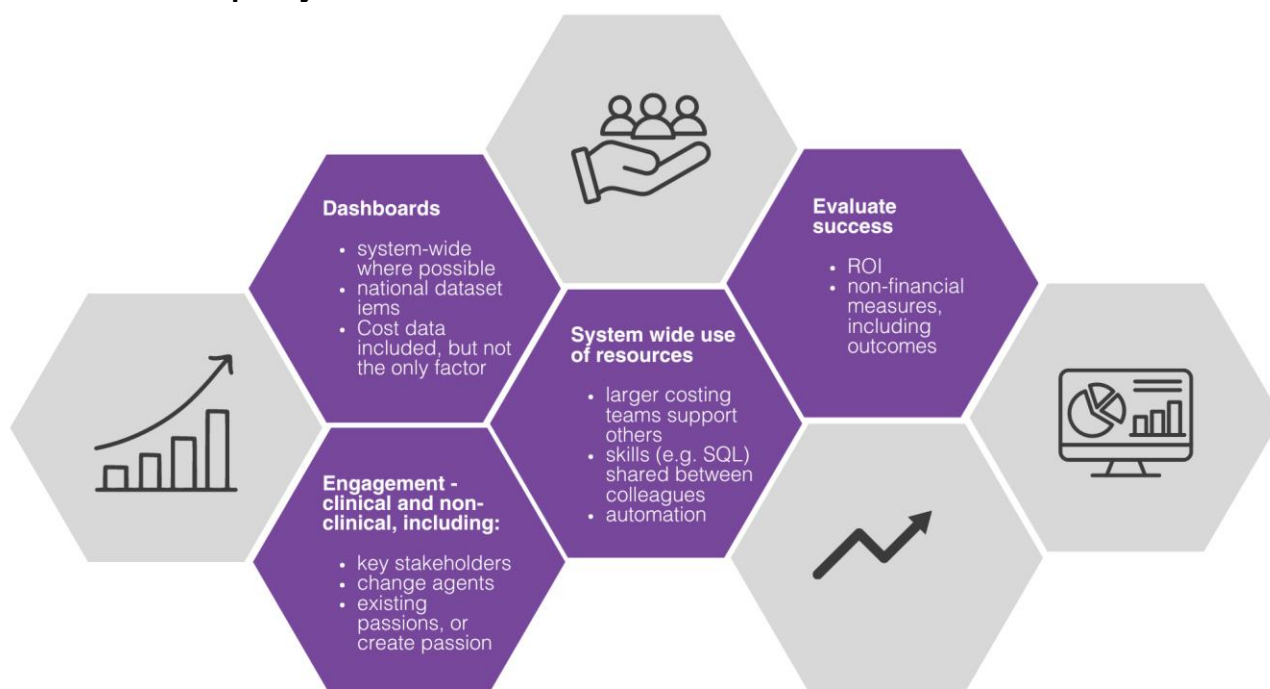 Dashboards
• system-wide
where possible
• national dataset
iems
• Cost data
included, but not
the only factor
Engagement -
clinical and non-
clinical, including:
• key stakeholders
• change agents
• existing
passions, or
create passion
System wide use
of resources
• larger costing
teams support
others
• skills (e.g. SQL)
shared between
colleagues
• automation
Evaluate
success
• ROI
• non-financial
measures,
including
outcomes